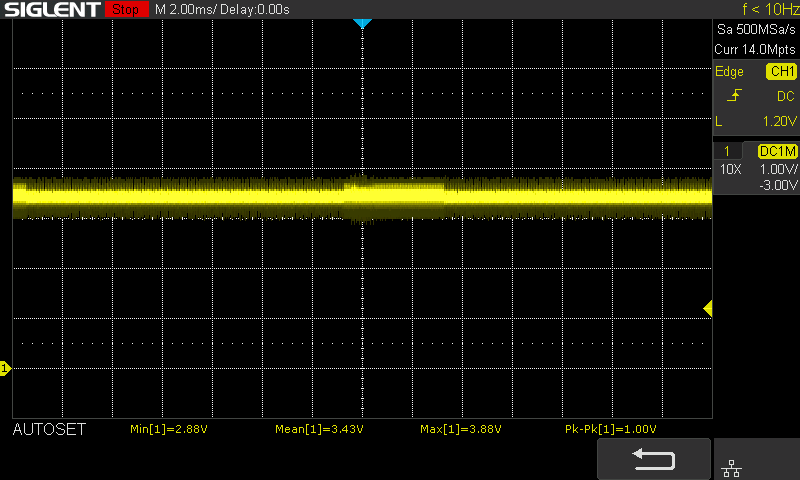 SIGLENT Stop M 2.00ms/ Delay:0.00s f < 10Hz
Sa 500MSa/s
Curr 14.0Mpts
Edge CH1
DC
L 1.20V
1 DC1M
10X 1.00V/
-3.00V
1
AUTOSET Min[1]=2.88V Mean[1]=3.43V Max[1]=3.88V Pk-Pk[1]=1.00V